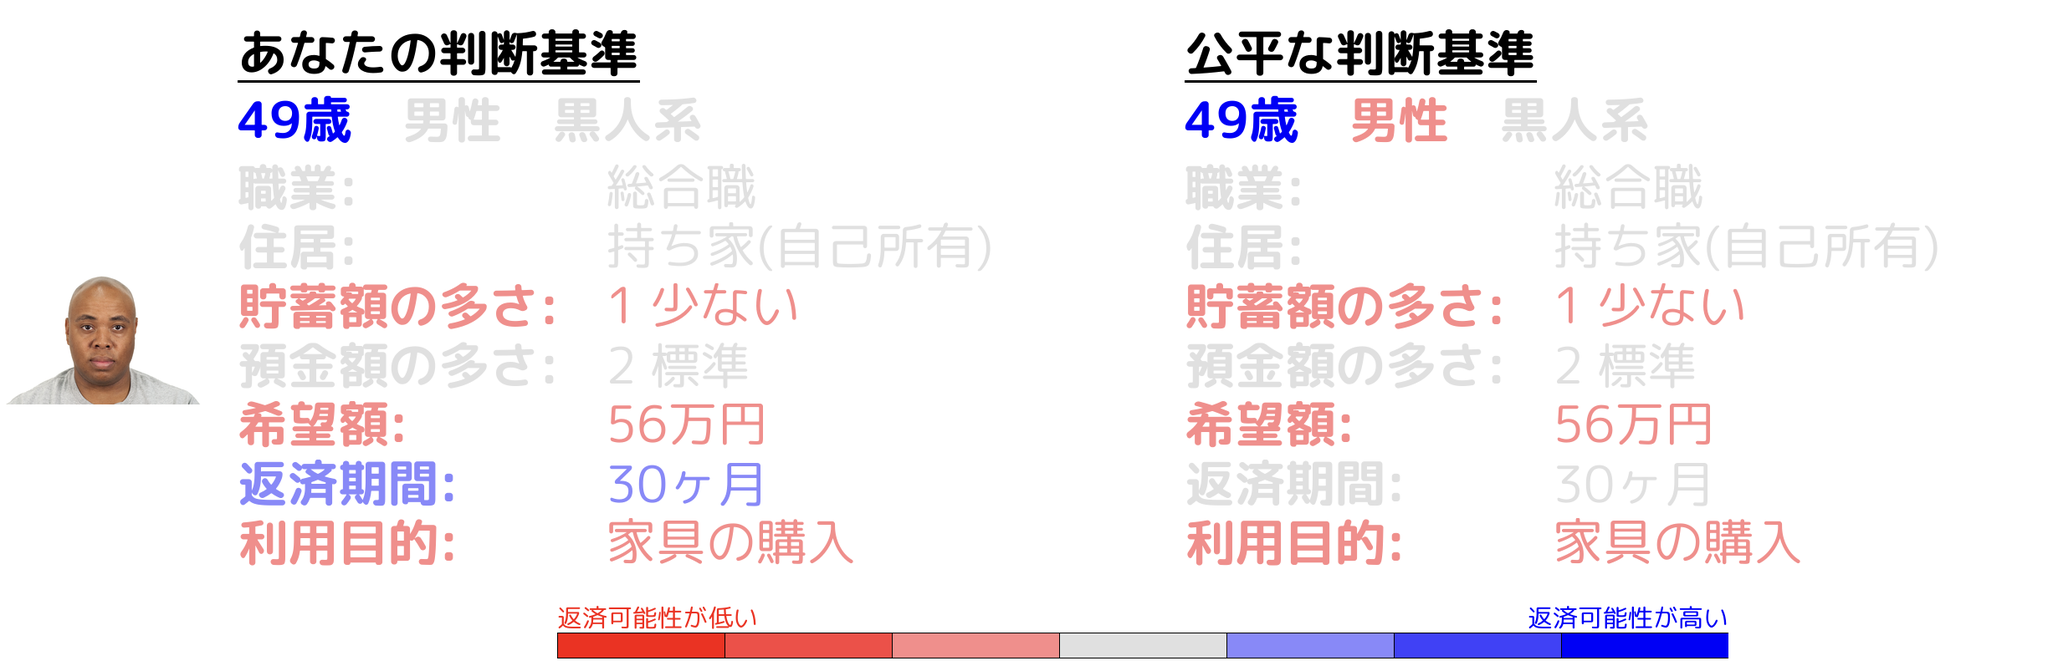 あなたの判断基準
49歳 男性 黒人系
職業: 総合職
住居: 持ち家(自己所有)
貯蓄額の多さ: 1 少ない
預金額の多さ: 2 標準
希望額: 56万円
返済期間: 30ヶ月
利用目的: 家具の購入
公平な判断基準
49歳 男性 黒人系
職業: 総合職
住居: 持ち家(自己所有)
貯蓄額の多さ: 1 少ない
預金額の多さ: 2 標準
希望額: 56万円
返済期間: 30ヶ月
利用目的: 家具の購入
返済可能性が低い
返済可能性が高い